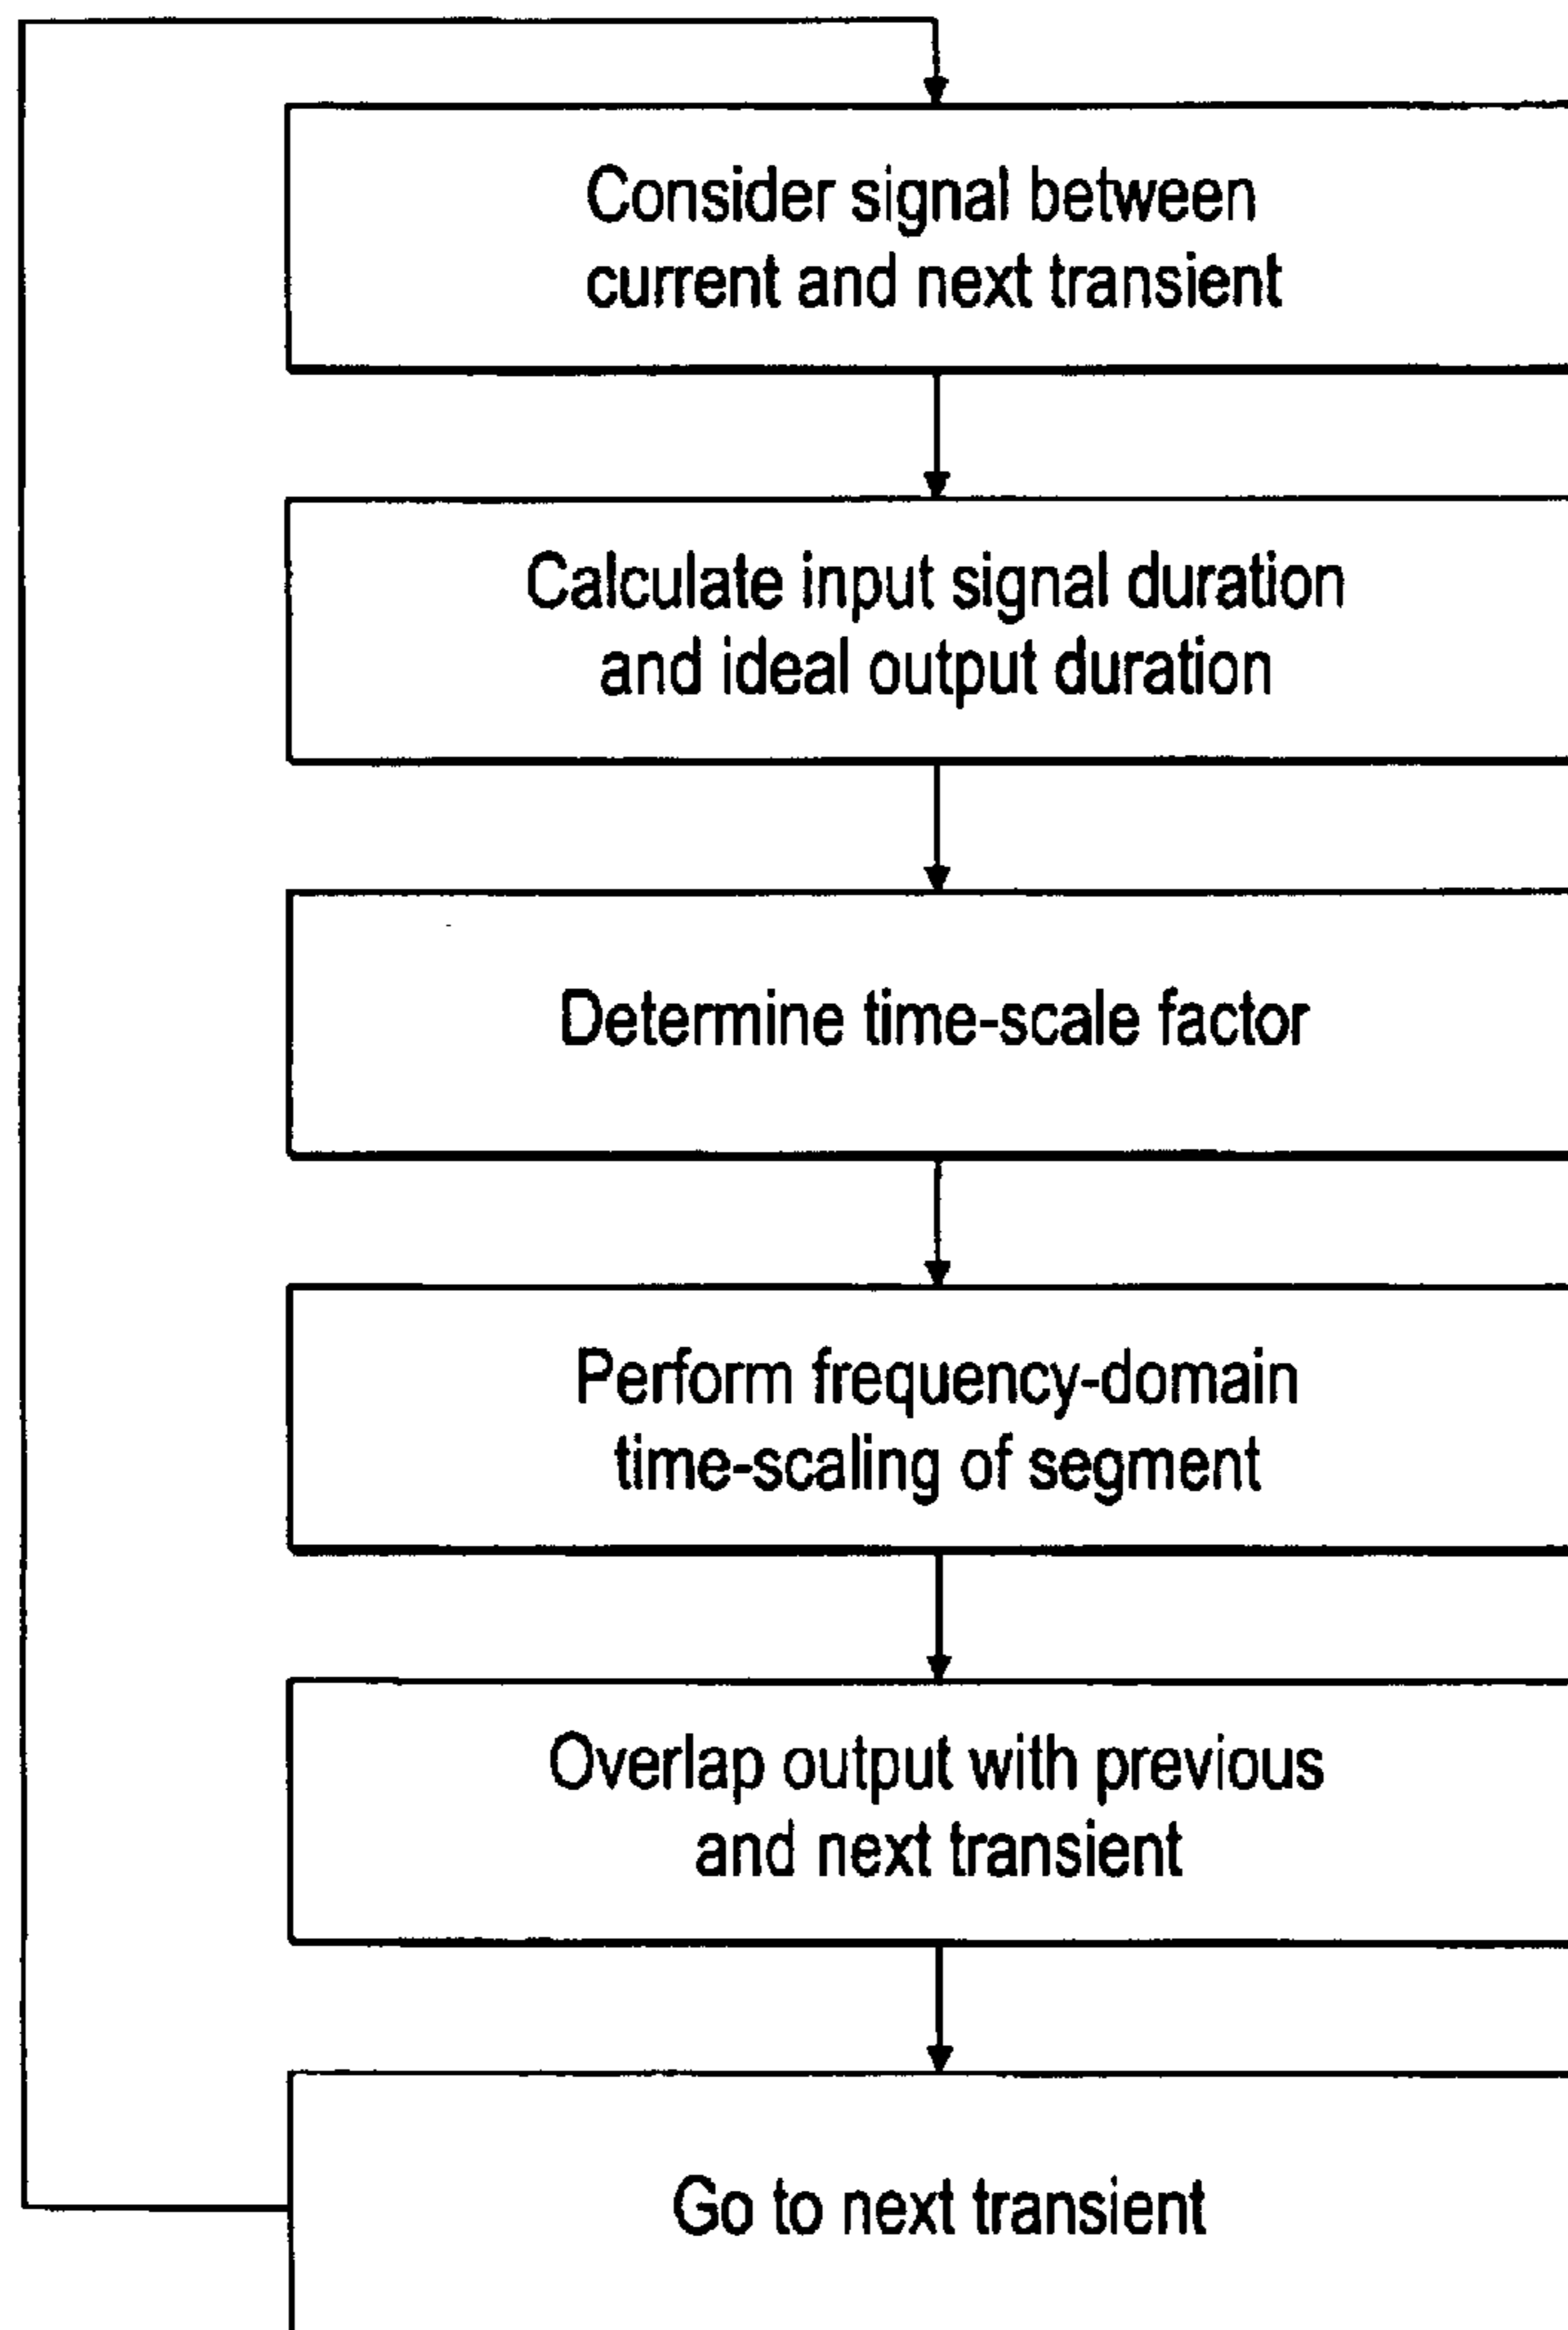 Consider signal between
current and next transient
Calculate input signal duration
and ideal output duration
Determine time-scale factor
Perform frequency-domain
time-scaling of segment
Overlap output with previous
and next transient
Go to next transient